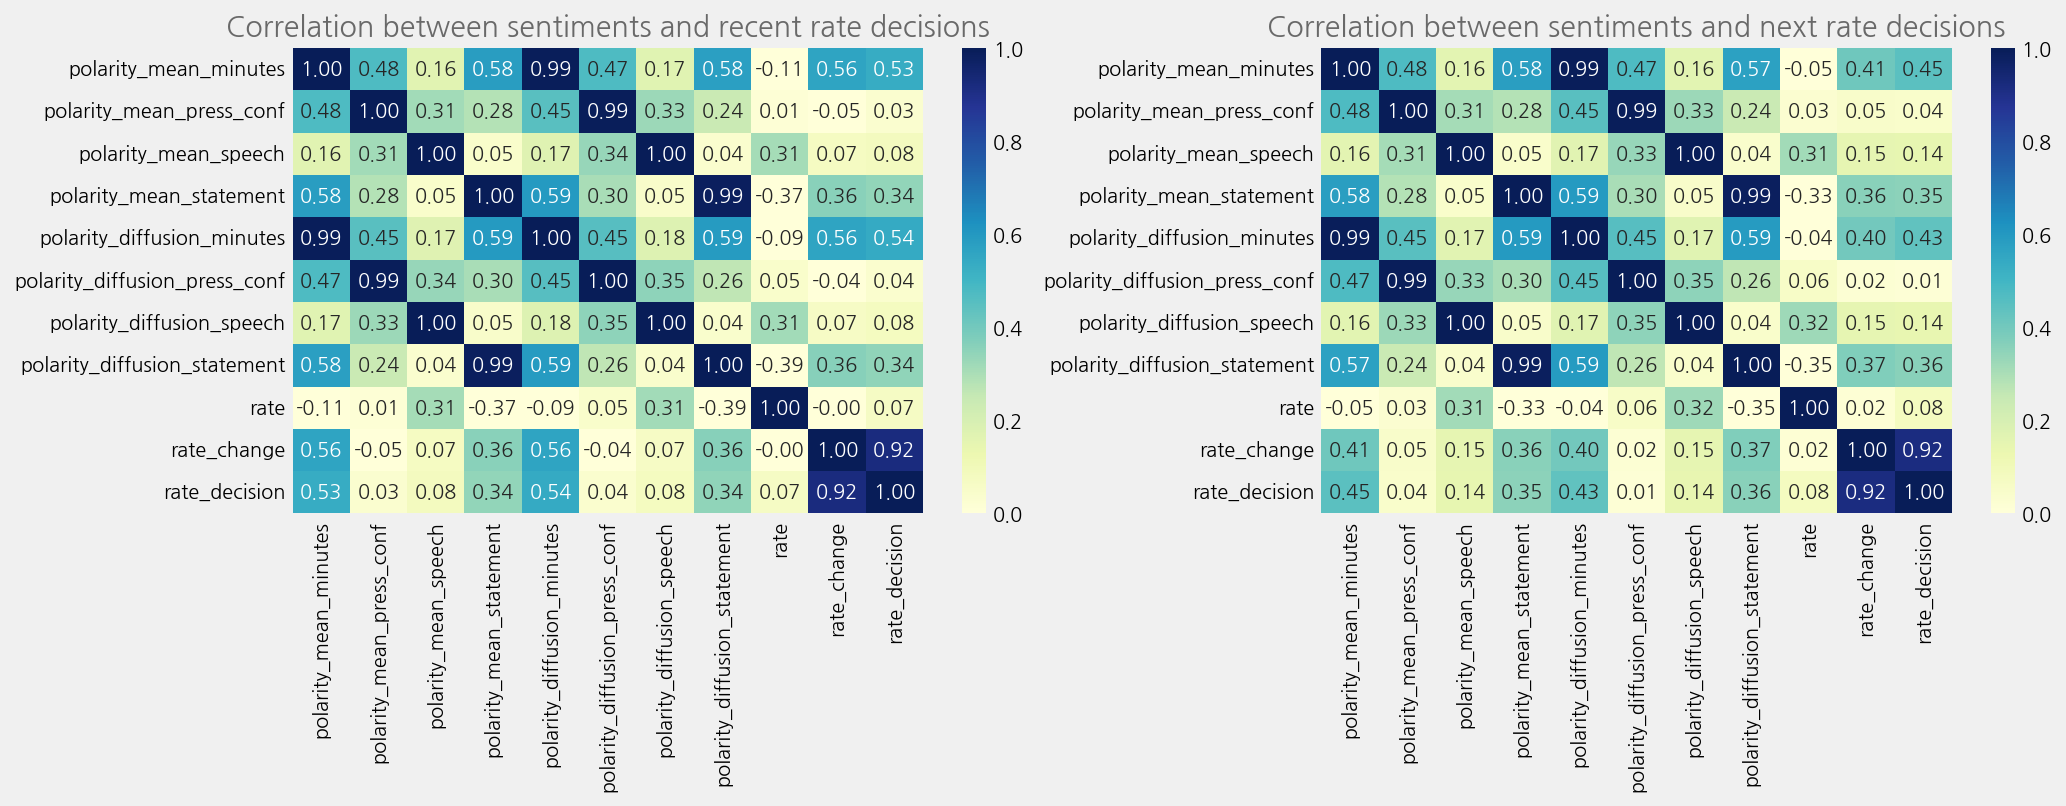 Correlation between sentiments and recent rate decisions
polarity_mean_minutes 1.00 0.48 0.16 0.58 0.99 0.47 0.17 0.58 -0.11 0.56 0.53
polarity_mean_press_conf 0.48 1.00 0.31 0.28 0.45 0.99 0.33 0.24 0.01 -0.05 0.03
polarity_mean_speech 0.16 0.31 1.00 0.05 0.17 0.34 1.00 0.04 0.31 0.07 0.08
polarity_mean_statement 0.58 0.28 0.05 1.00 0.59 0.30 0.05 0.99 -0.37 0.36 0.34
polarity_diffusion_minutes 0.99 0.45 0.17 0.59 1.00 0.45 0.18 0.59 -0.09 0.56 0.54
polarity_diffusion_press_conf 0.47 0.99 0.34 0.30 0.45 1.00 0.35 0.26 0.05 -0.04 0.04
polarity_diffusion_speech 0.17 0.33 1.00 0.05 0.18 0.35 1.00 0.04 0.31 0.07 0.08
polarity_diffusion_statement 0.58 0.24 0.04 0.99 0.59 0.26 0.04 1.00 -0.39 0.36 0.34
rate -0.11 0.01 0.31 -0.37 -0.09 0.05 0.31 -0.39 1.00 -0.00 0.07
rate_change 0.56 -0.05 0.07 0.36 0.56 -0.04 0.07 0.36 -0.00 1.00 0.92
rate_decision 0.53 0.03 0.08 0.34 0.54 0.04 0.08 0.34 0.07 0.92 1.00
polarity_mean_minutes
polarity_mean_press_conf
polarity_mean_speech
polarity_mean_statement
polarity_diffusion_minutes
polarity_diffusion_press_conf
polarity_diffusion_speech
polarity_diffusion_statement
rate
rate_change
rate_decision
1.0
0.8
0.6
0.4
0.2
0.0
Correlation between sentiments and next rate decisions
polarity_mean_minutes 1.00 0.48 0.16 0.58 0.99 0.47 0.16 0.57 -0.05 0.41 0.45
polarity_mean_press_conf 0.48 1.00 0.31 0.28 0.45 0.99 0.33 0.24 0.03 0.05 0.04
polarity_mean_speech 0.16 0.31 1.00 0.05 0.17 0.33 1.00 0.04 0.31 0.15 0.14
polarity_mean_statement 0.58 0.28 0.05 1.00 0.59 0.30 0.05 0.99 -0.33 0.36 0.35
polarity_diffusion_minutes 0.99 0.45 0.17 0.59 1.00 0.45 0.17 0.59 -0.04 0.40 0.43
polarity_diffusion_press_conf 0.47 0.99 0.33 0.30 0.45 1.00 0.35 0.26 0.06 0.02 0.01
polarity_diffusion_speech 0.16 0.33 1.00 0.05 0.17 0.35 1.00 0.04 0.32 0.15 0.14
polarity_diffusion_statement 0.57 0.24 0.04 0.99 0.59 0.26 0.04 1.00 -0.35 0.37 0.36
rate -0.05 0.03 0.31 -0.33 -0.04 0.06 0.32 -0.35 1.00 0.02 0.08
rate_change 0.41 0.05 0.15 0.36 0.40 0.02 0.15 0.37 0.02 1.00 0.92
rate_decision 0.45 0.04 0.14 0.35 0.43 0.01 0.14 0.36 0.08 0.92 1.00
polarity_mean_minutes
polarity_mean_press_conf
polarity_mean_speech
polarity_mean_statement
polarity_diffusion_minutes
polarity_diffusion_press_conf
polarity_diffusion_speech
polarity_diffusion_statement
rate
rate_change
rate_decision
1.0
0.8
0.6
0.4
0.2
0.0